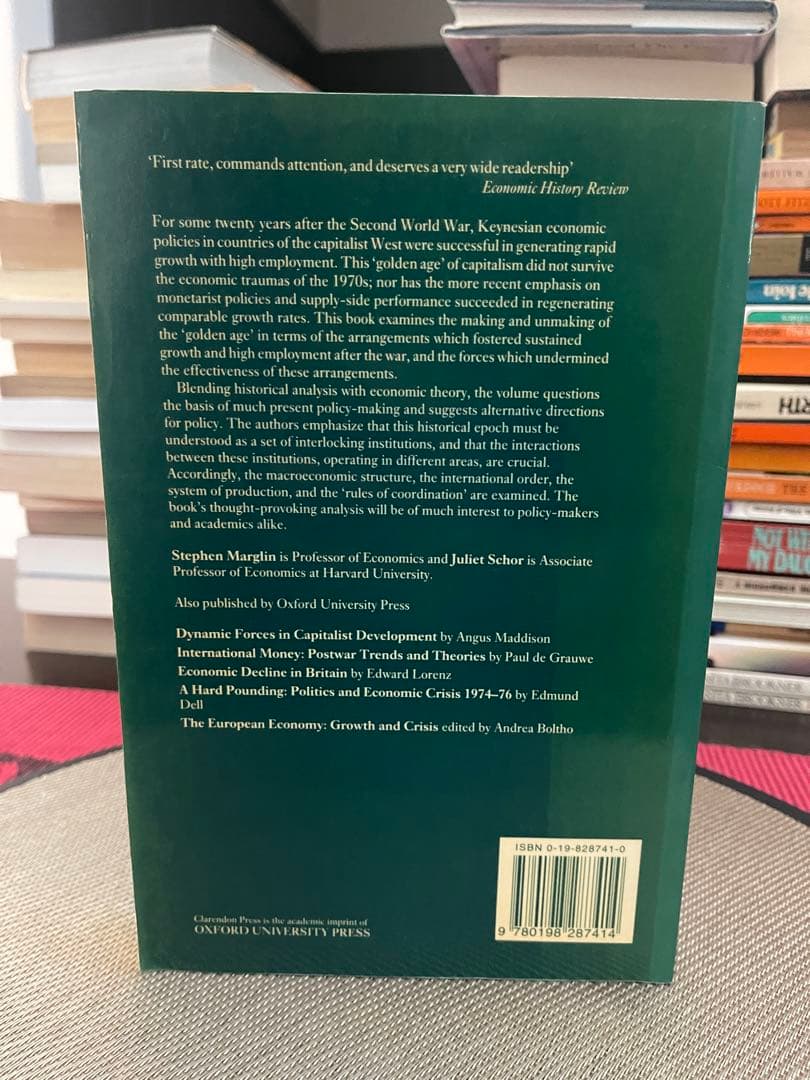 ‘First rate, commands attention, and deserves a very wide readership’
Economic History Review
For some twenty years after the Second World War, Keynesian economic
policies in countries of the capitalist West were successful in generating rapid
growth with high employment. This ‘golden age’ of capitalism did not survive
the economic traumas of the 1970s; nor has the more recent emphasis on
monetarist policies and supply-side performance succeeded in regenerating
comparable growth rates. This book examines the making and unmaking of
the ‘golden age’ in terms of the arrangements which fostered sustained
growth and high employment after the war, and the forces which undermined
the effectiveness of these arrangements.
Blending historical analysis with economic theory, the volume questions
the basis of much present policy-making and suggests alternative directions
for policy. The authors emphasize that this historical epoch must be
understood as a set of interlocking institutions, and that the interactions
between these institutions, operating in different areas, are crucial.
Accordingly, the macroeconomic structure, the international order, the
system of production, and the ‘rules of coordination’ are examined. The
book’s thought-provoking analysis will be of much interest to policy-makers
and academics alike.
Stephen Marglin is Professor of Economics and Juliet Schor is Associate
Professor of Economics at Harvard University.
Also published by Oxford University Press
Dynamic Forces in Capitalist Development by Angus Maddison
International Money: Postwar Trends and Theories by Paul de Grauwe
Economic Decline in Britain by Edward Lorenz
A Hard Pounding: Politics and Economic Crisis 1974–76 by Edmund
Dell
The European Economy: Growth and Crisis edited by Andrea Boltho
ISBN 0-19-828741-0
9 780198 287414
Clarendon Press is the academic imprint of
OXFORD UNIVERSITY PRESS